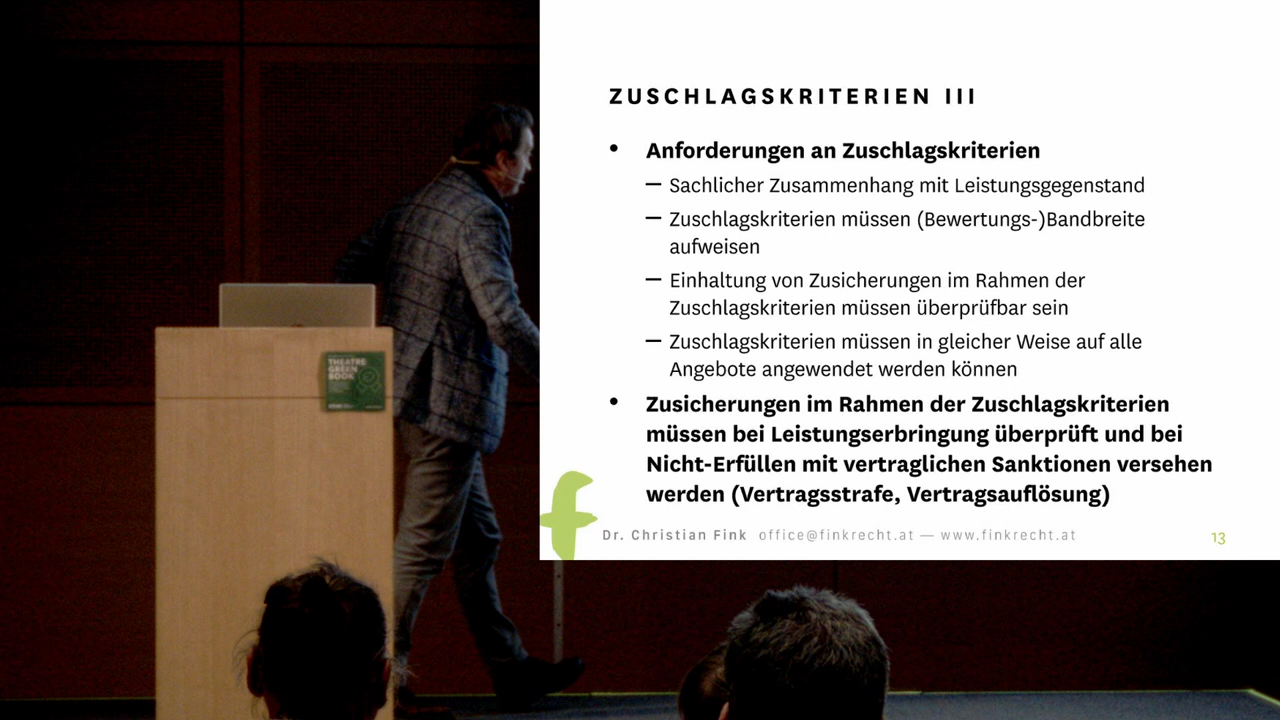 ZUSCHLAGSKRITERIEN III
• Anforderungen an Zuschlagskriterien
— Sachlicher Zusammenhang mit Leistungsgegenstand
— Zuschlagskriterien müssen (Bewertungs-)Bandbreite
aufweisen
— Einhaltung von Zusicherungen im Rahmen der
Zuschlagskriterien müssen überprüfbar sein
— Zuschlagskriterien müssen in gleicher Weise auf alle
Angebote angewendet werden können
• Zusicherungen im Rahmen der Zuschlagskriterien
müssen bei Leistungserbringung überprüft und bei
Nicht-Erfüllen mit vertraglichen Sanktionen versehen
werden (Vertragsstrafe, Vertragsauflösung)
f
Dr. Christian Fink office@finkrecht.at — www.finkrecht.at
13
THEATRE
GREEN
BOOK